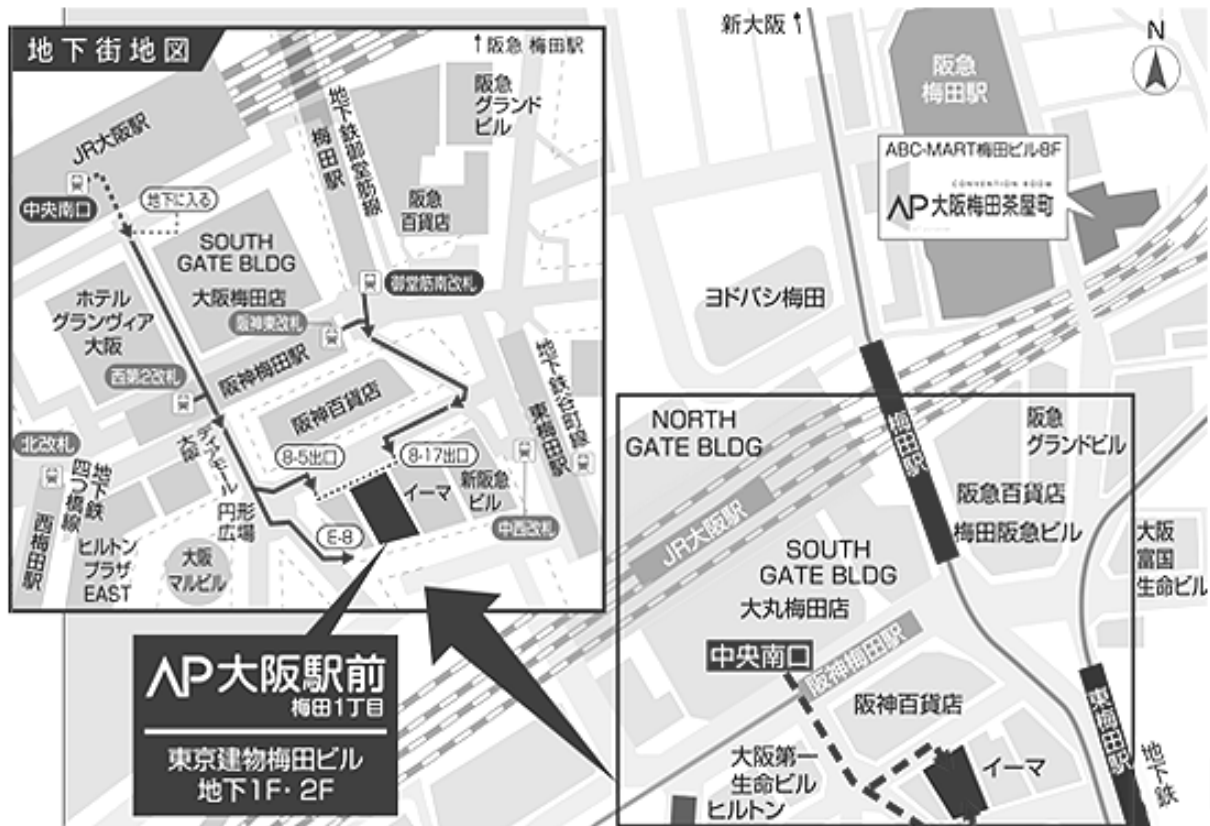 地下街地図
↑阪急 梅田駅
JR大阪駅
中央南口
地下に入る
地下鉄御堂筋線
梅田駅
阪急
グランド
ビル
阪急
百貨店
SOUTH
GATE BLDG
大阪梅田店
御堂筋南改札
阪神東改札
ホテル
グランヴィア
大阪
西第2改札
阪神梅田駅
阪神百貨店
地下鉄谷町線
東梅田駅
北改札
地下鉄
四つ橋線
西梅田駅
ディアモール
大阪
8-5出口
8-17出口
イーマ
新阪急
ビル
中西改札
円形
広場
E-8
ヒルトン
プラザ
EAST
大阪
マルビル
AP大阪駅前
梅田1丁目
東京建物梅田ビル
地下1F・2F
新大阪↑
N
阪急
梅田駅
ABC-MART梅田ビル8F
CONVENTION ROOM
AP大阪梅田茶屋町
ヨドバシ梅田
NORTH
GATE BLDG
梅田駅
阪急
グランドビル
阪急百貨店
梅田阪急ビル
JR大阪駅
SOUTH
GATE BLDG
大丸梅田店
大阪
富国
生命ビル
中央南口
阪神梅田駅
阪神百貨店
東梅田駅
地下鉄
大阪第一
生命ビル
ヒルトン
イーマ